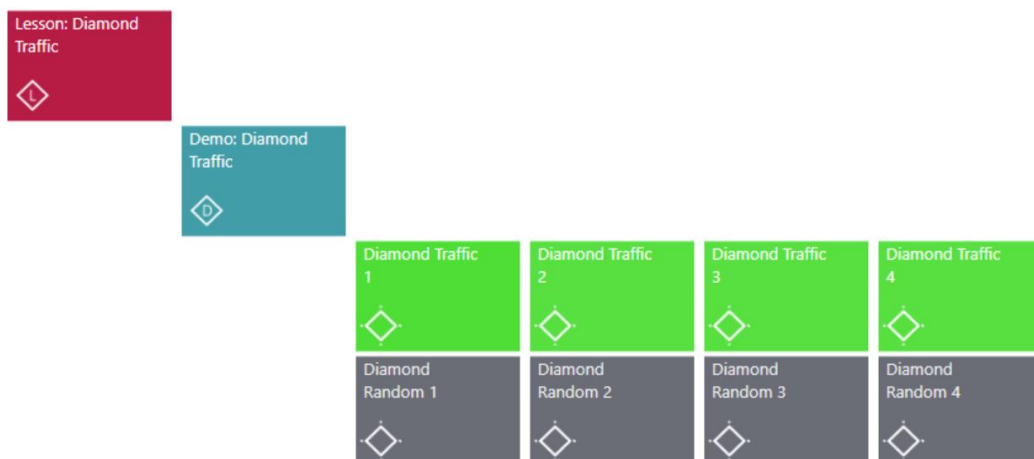 Lesson: Diamond
Traffic
L
Demo: Diamond
Traffic
D
Diamond Traffic
1
Diamond Traffic
2
Diamond Traffic
3
Diamond Traffic
4
Diamond
Random 1
Diamond
Random 2
Diamond
Random 3
Diamond
Random 4